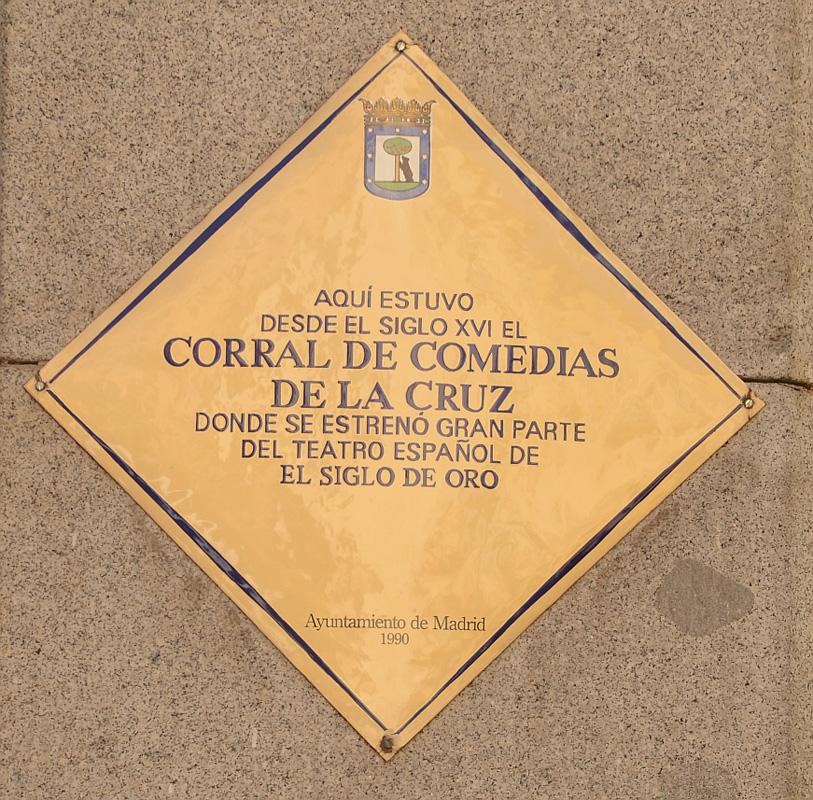 AQUÍ ESTUVO
DESDE EL SIGLO XVI EL
CORRAL DE COMEDIAS
DE LA CRUZ
DONDE SE ESTRENÓ GRAN PARTE
DEL TEATRO ESPAÑOL DE
EL SIGLO DE ORO
Ayuntamiento de Madrid
1990